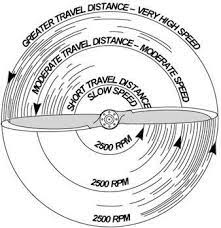 GREATER TRAVEL DISTANCE – VERY HIGH SPEED
MODERATE TRAVEL DISTANCE – MODERATE SPEED
SHORT TRAVEL DISTANCE
SLOW SPEED
2500 RPM
2500 RPM
2500 RPM